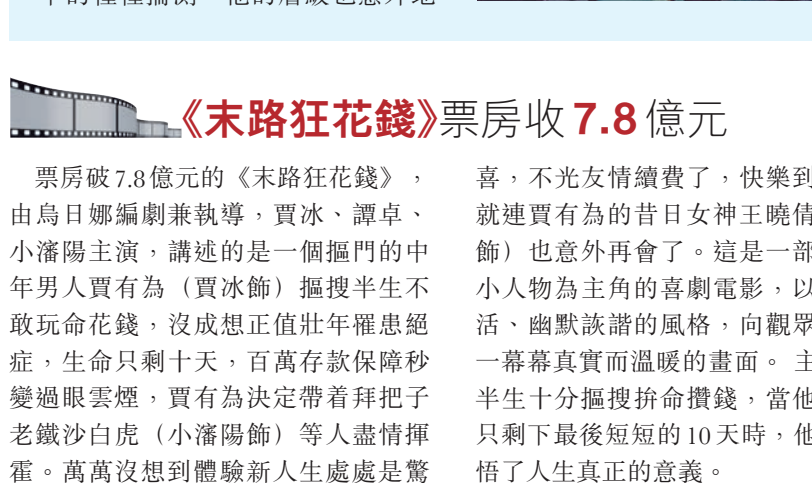 《末路狂花錢》票房收7.8億元
票房破7.8億元的《末路狂花錢》，
由烏日娜編劇兼執導，賈冰、譚卓、
小瀋陽主演，講述的是一個摳門的中
年男人賈有為（賈冰飾）摳搜半生不
敢玩命花錢，沒成想正值壯年罹患絕
症，生命只剩十天，百萬存款保障秒
變過眼雲煙，賈有為決定帶着拜把子
老鐵沙白虎（小瀋陽飾）等人盡情揮
霍。萬萬沒想到體驗新人生處處是驚
喜，不光友情續費了，快樂到
就連賈有為的昔日女神王曉倩
飾）也意外再會了。這是一部
小人物為主角的喜劇電影，以
活、幽默詼諧的風格，向觀眾
一幕幕真實而溫暖的畫面。 主
半生十分摳搜拚命攢錢，當他
只剩下最後短短的10天時，他
悟了人生真正的意義。